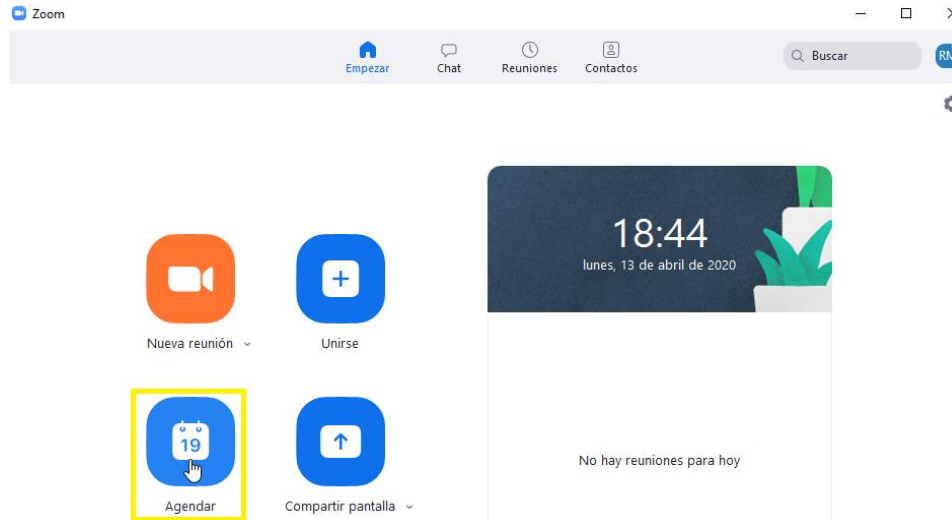 Zoom
Empezar
Chat
Reuniones
Contactos
Buscar
RM
18:44
lunes, 13 de abril de 2020
Nueva reunión
Unirse
19
Agendar
Compartir pantalla
No hay reuniones para hoy